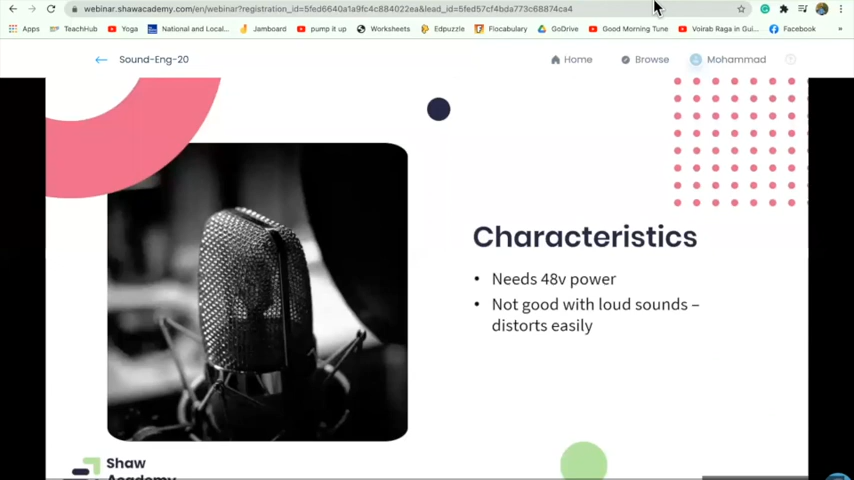 webinar.shawacademy.com/en/webinar?registration_id=5fed6640a1a9fc4c884022ea&lead_id=5fed57cf4bda773c68874ca4
Apps TeachHub Yoga National and Local... Jamboard pump it up Worksheets Edpuzzle Flocabulary GoDrive Good Morning Tune Voirab Raga in Gui... Facebook »
Sound-Eng-20 Home Browse Mohammad
Characteristics
• Needs 48v power
• Not good with loud sounds –
distorts easily
Shaw
Academy